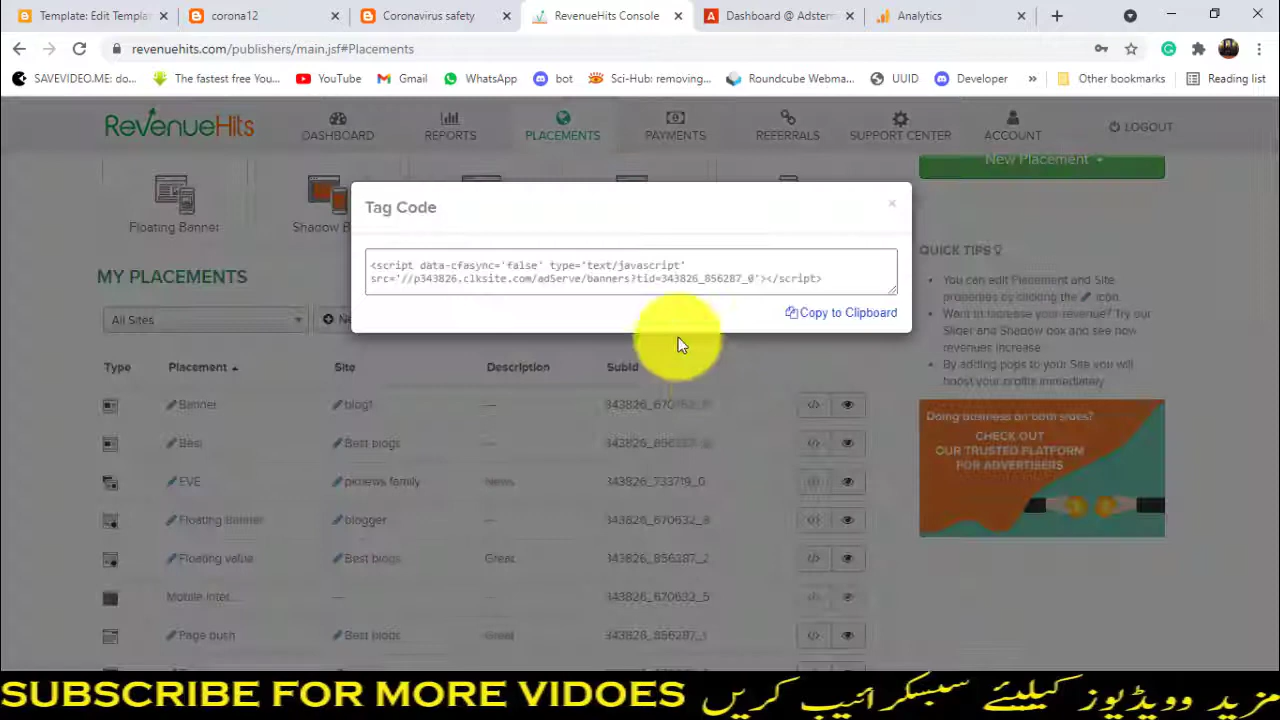 Template: Edit Templa
corona12
Coronavirus safety
RevenueHits Console
Dashboard @ Adsterr
Analytics
revenuehits.com/publishers/main.jsf#Placements
SAVEVIDEO.ME: do...
The fastest free You...
YouTube
Gmail
WhatsApp
bot
Sci-Hub: removing...
Roundcube Webma...
UUID
Developer
»
Other bookmarks
Reading list
RevenueHits
DASHBOARD
REPORTS
PLACEMENTS
PAYMENTS
REFERRALS
SUPPORT CENTER
ACCOUNT
LOGOUT
New Placement
Floating Banner
Shadow B
Tag Code
×
<script data-cfasync='false' type='text/javascript'
src='//p343826.clksite.com/adServe/banners?tid=343826_856287_0'></script>
Copy to Clipboard
MY PLACEMENTS
All Sites
Ne
QUICK TIPS
You can edit Placement and Site
properties by clicking the icon.
Want to increase your revenue? Try our
Slider and Shadow box and see how
revenues increase.
By adding pops to your Site you will
boost your profits immediately.
Doing business on both sides?
CHECK OUT
OUR TRUSTED PLATFORM
FOR ADVERTISERS
Type Placement Site Description SubId
Banner blog1 --- 343826_670
Best Best blogs --- 343826_856
EVE pknews family News 343826_733719_0
Floating Banner blogger --- 343826_670632_
Floating value Best blogs Great 343826_856287_2
Mobile Inter... --- --- 343826_670632_5
Page push Best blogs Great 343826_856287_1
SUBSCRIBE FOR MORE VIDOES مزید وویڈیوز کیلیئے سبسکرائیب کریں